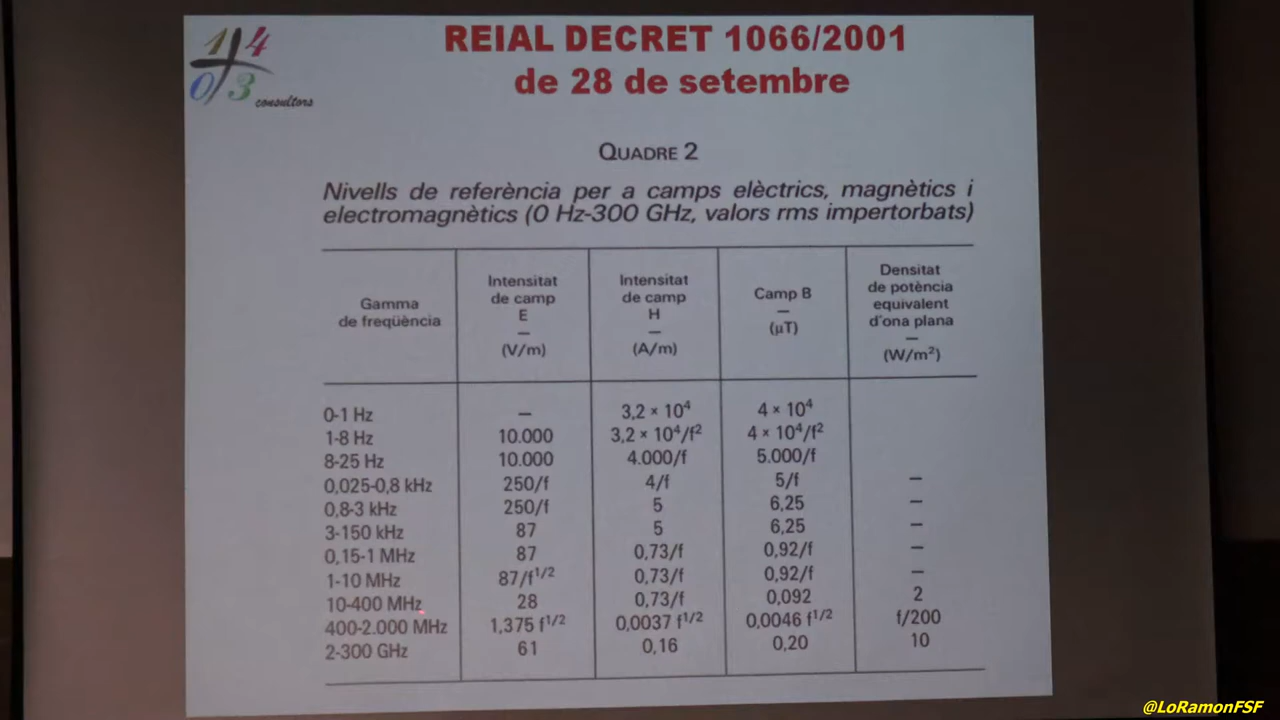 1 4
0 3 consultors
REIAL DECRET 1066/2001
de 28 de setembre
QUADRE 2
Nivells de referència per a camps elèctrics, magnètics i
electromagnètics (0 Hz-300 GHz, valors rms impertorbats)
Gamma
de freqüència
Intensitat
de camp
E
—
(V/m)
Intensitat
de camp
H
—
(A/m)
Camp B
—
(µT)
Densitat
de potència
equivalent
d'ona plana
—
(W/m²)
0-1 Hz — 3,2 × 10⁴ 4 × 10⁴
1-8 Hz 10.000 3,2 × 10⁴/f² 4 × 10⁴/f²
8-25 Hz 10.000 4.000/f 5.000/f
0,025-0,8 kHz 250/f 4/f 5/f —
0,8-3 kHz 250/f 5 6,25 —
3-150 kHz 87 5 6,25 —
0,15-1 MHz 87 0,73/f 0,92/f —
1-10 MHz 87/f¹/² 0,73/f 0,92/f —
10-400 MHz 28 0,73/f 0,092 2
400-2.000 MHz 1,375 f¹/² 0,0037 f¹/² 0,0046 f¹/² f/200
2-300 GHz 61 0,16 0,20 10
@LoRamonFSF